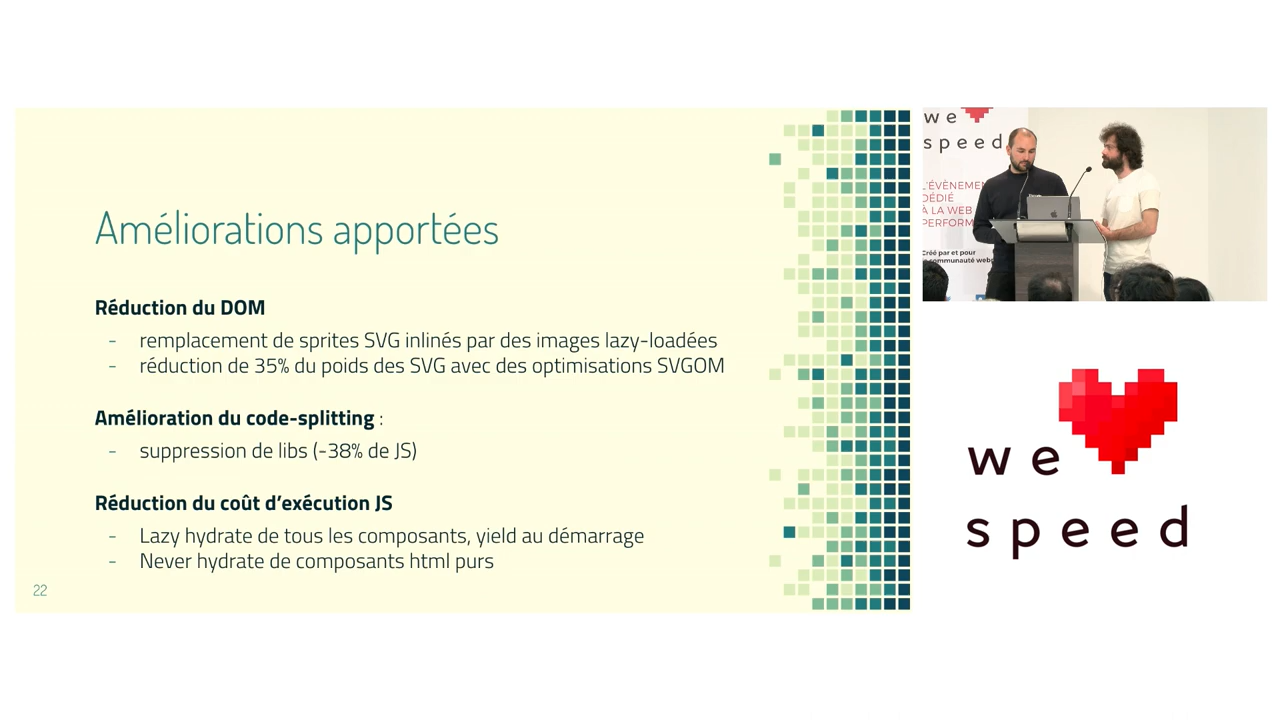 Améliorations apportées
Réduction du DOM
- remplacement de sprites SVG inlinés par des images lazy-loadées
- réduction de 35% du poids des SVG avec des optimisations SVGOM
Amélioration du code-splitting :
- suppression de libs (-38% de JS)
Réduction du coût d'exécution JS
- Lazy hydrate de tous les composants, yield au démarrage
- Never hydrate de composants html purs
22
we
speed
L'ÉVÈNEMEN
DÉDIÉ
À LA WEB
PERFORM
Créé par et pour
communauté
we
speed